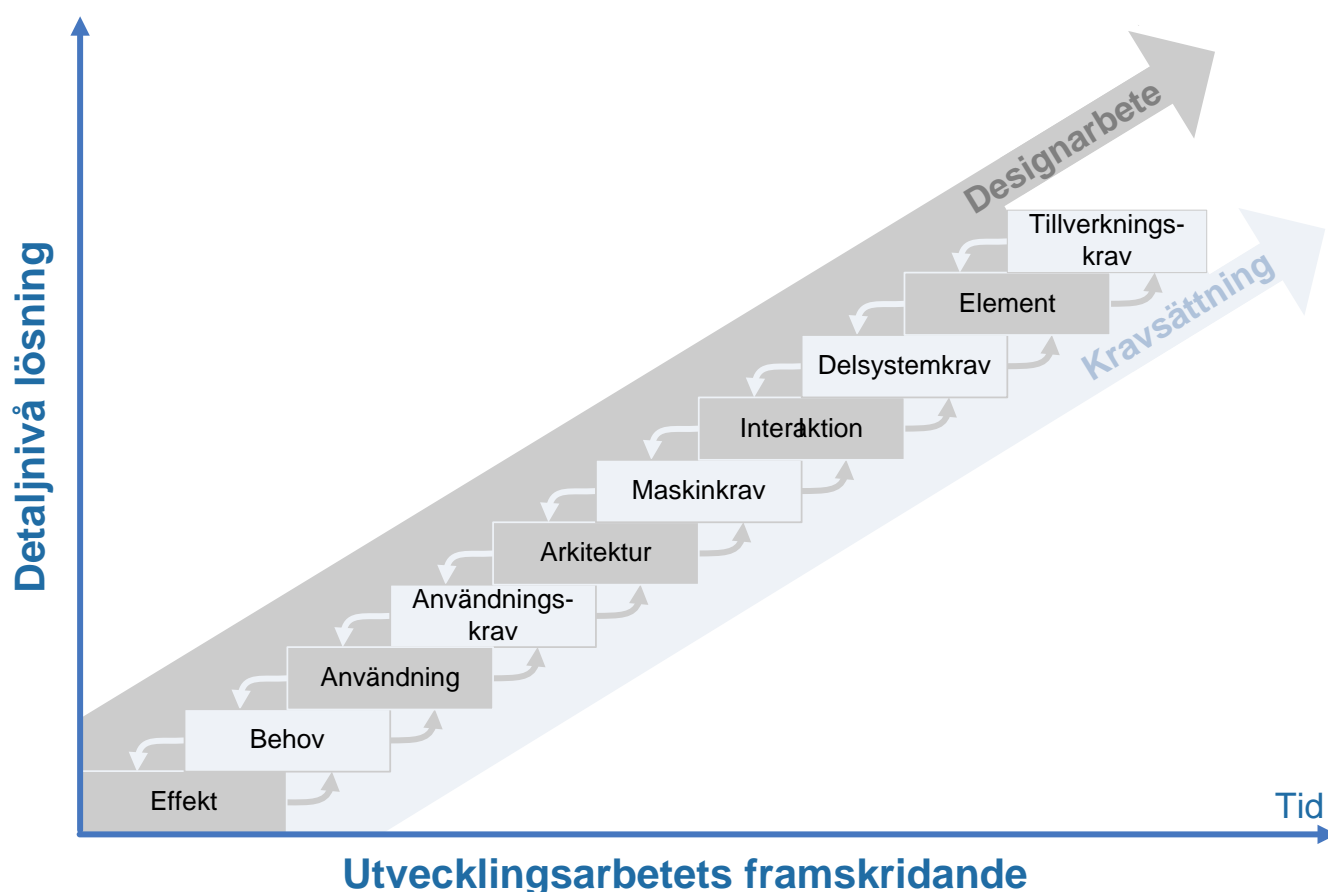 Detaljnivå lösning
Designarbete
Kravsättning
Tillverknings-
krav
Element
Delsystemkrav
Interaktion
Maskinkrav
Arkitektur
Användnings-
krav
Användning
Behov
Effekt
Tid
Utvecklingsarbetets framskridande